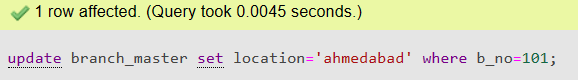 1 row affected. (Query took 0.0045 seconds.)
update branch_master set location='ahmedabad' where b_no=101;